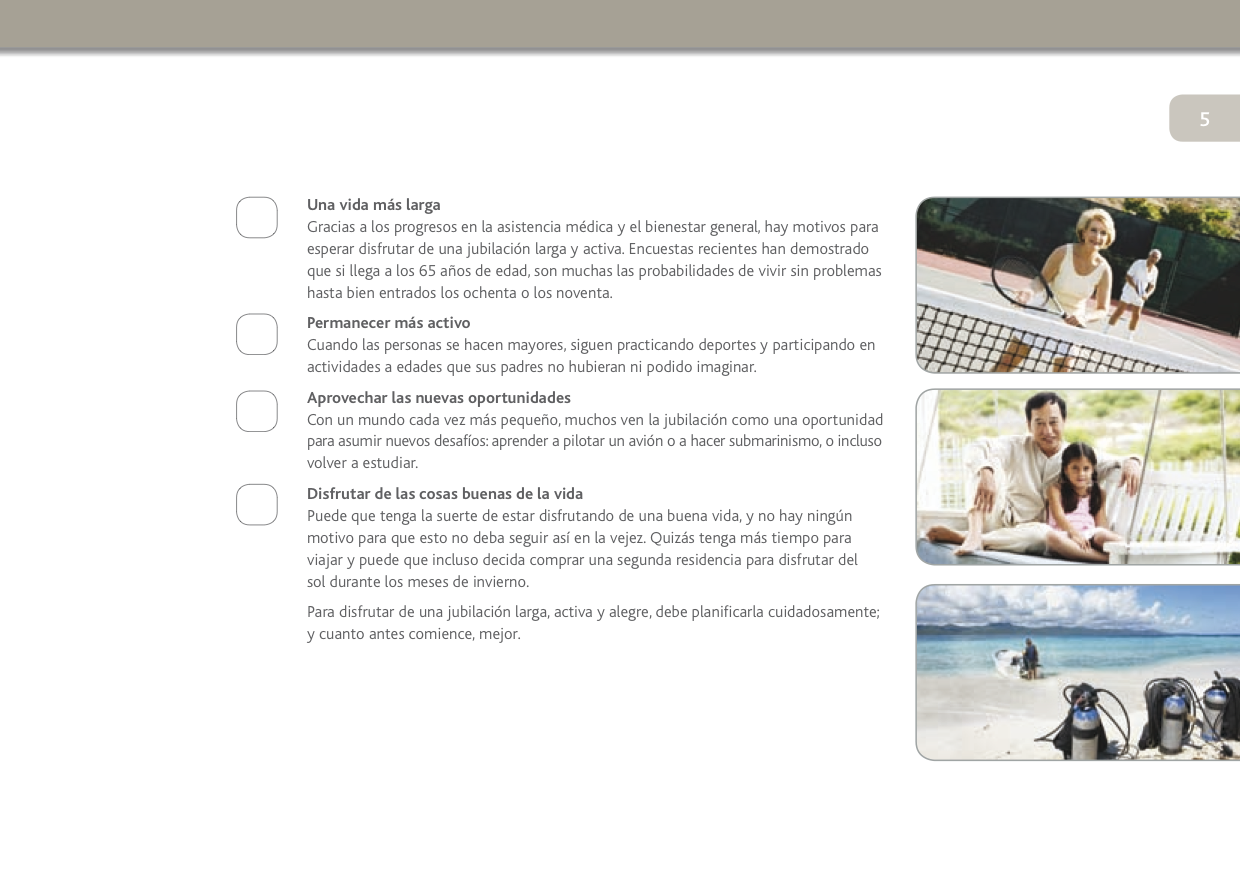 5
Una vida más larga
Gracias a los progresos en la asistencia médica y el bienestar general, hay motivos para
esperar disfrutar de una jubilación larga y activa. Encuestas recientes han demostrado
que si llega a los 65 años de edad, son muchas las probabilidades de vivir sin problemas
hasta bien entrados los ochenta o los noventa.
Permanecer más activo
Cuando las personas se hacen mayores, siguen practicando deportes y participando en
actividades a edades que sus padres no hubieran ni podido imaginar.
Aprovechar las nuevas oportunidades
Con un mundo cada vez más pequeño, muchos ven la jubilación como una oportunidad
para asumir nuevos desafíos: aprender a pilotar un avión o a hacer submarinismo, o incluso
volver a estudiar.
Disfrutar de las cosas buenas de la vida
Puede que tenga la suerte de estar disfrutando de una buena vida, y no hay ningún
motivo para que esto no deba seguir así en la vejez. Quizás tenga más tiempo para
viajar y puede que incluso decida comprar una segunda residencia para disfrutar del
sol durante los meses de invierno.
Para disfrutar de una jubilación larga, activa y alegre, debe planificarla cuidadosamente;
y cuanto antes comience, mejor.